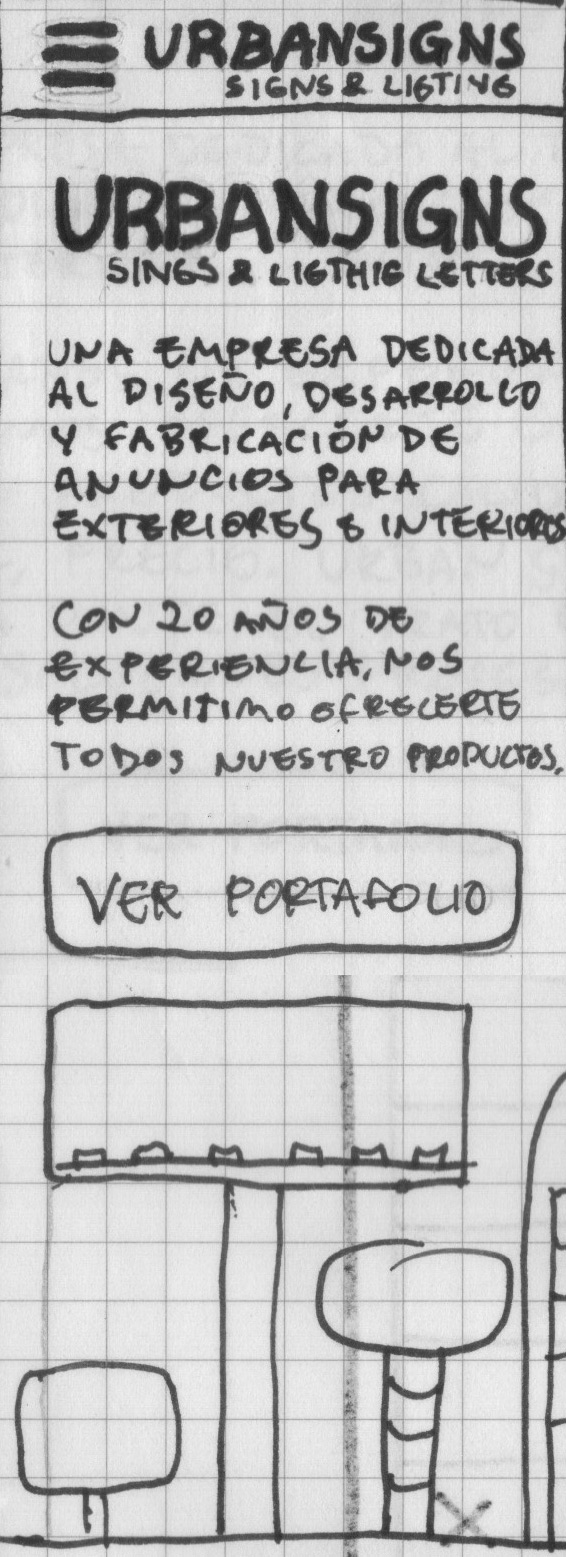 URBANSIGNS
SIGNS & LIGTING
URBANSIGNS
SINGS & LIGTHIG LETTERS
UNA EMPRESA DEDICADA
AL DISEÑO, DESARROLLO
Y FABRICACIÓN DE
ANUNCIOS PARA
EXTERIORES E INTERIORES
CON 20 AÑOS DE
EXPERIENCIA, NOS
PERMITIMO OFRECERTE
TODOS NUESTRO PRODUCTOS.
VER PORTAFOLIO